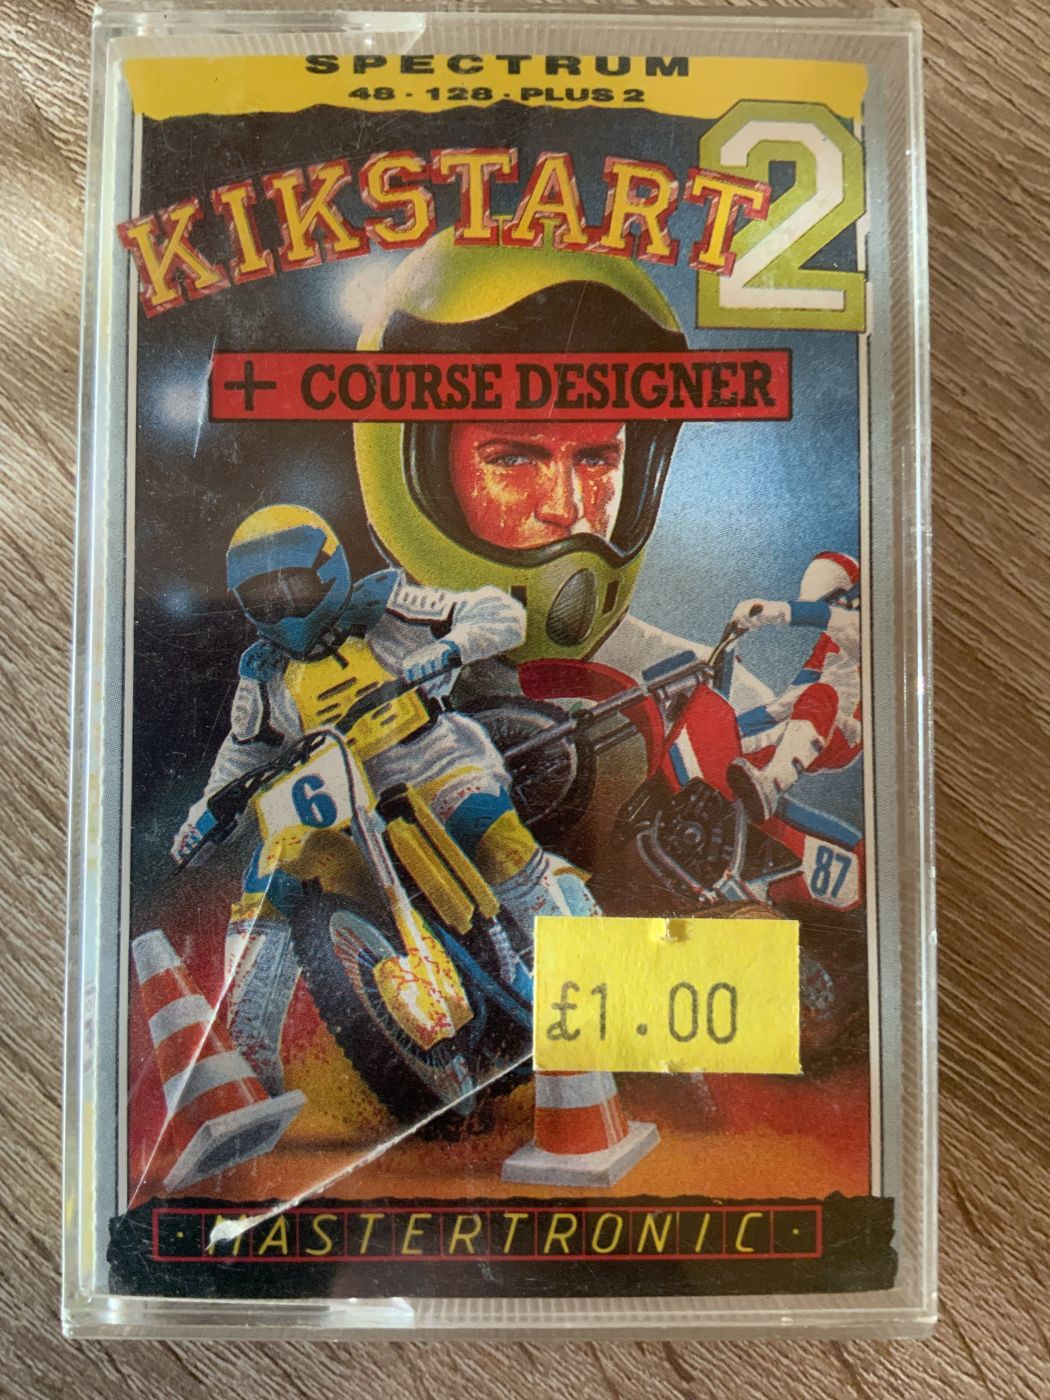 SPECTRUM
48 · 128 · PLUS 2
KIKSTART 2
+ COURSE DESIGNER
6
87
£1.00
· MASTERTRONIC ·